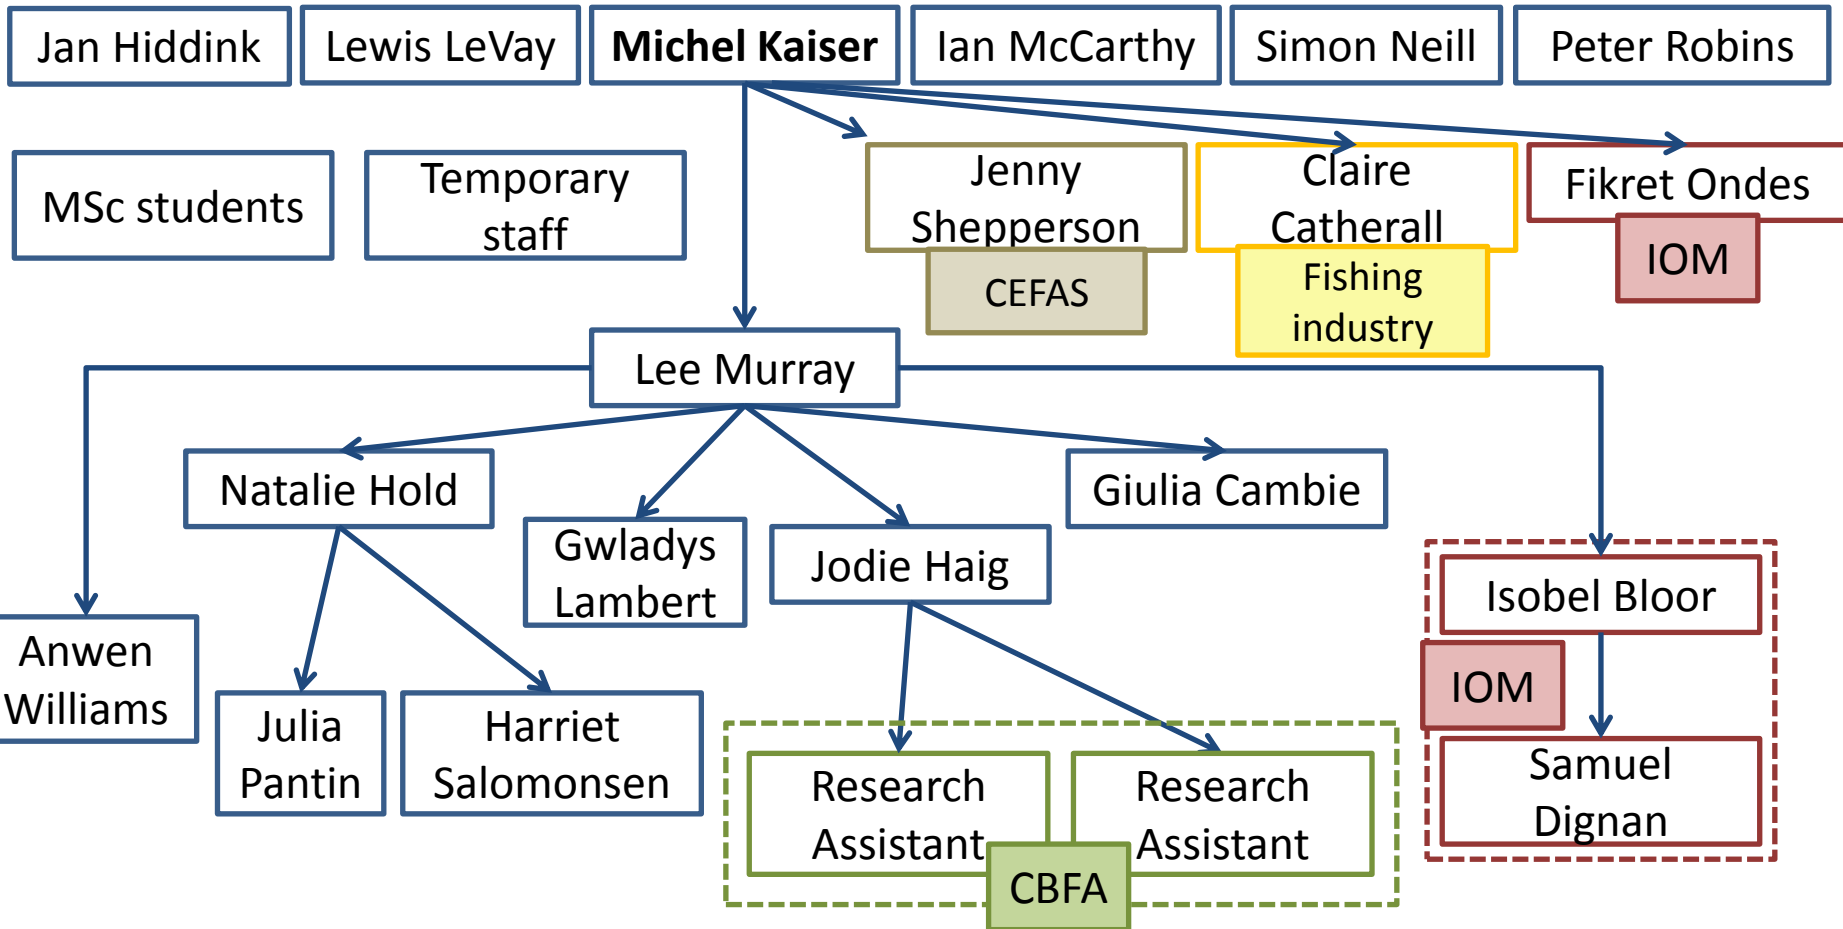 Jan Hiddink
Lewis LeVay
Michel Kaiser
Ian McCarthy
Simon Neill
Peter Robins
MSc students
Temporary
staff
Jenny
Shepperson
CEFAS
Claire
Catherall
Fishing
industry
Fikret Ondes
IOM
Lee Murray
Natalie Hold
Gwladys
Lambert
Jodie Haig
Giulia Cambie
Isobel Bloor
IOM
Samuel
Dignan
Anwen
Williams
Julia
Pantin
Harriet
Salomonsen
Research
Assistant
Research
Assistant
CBFA